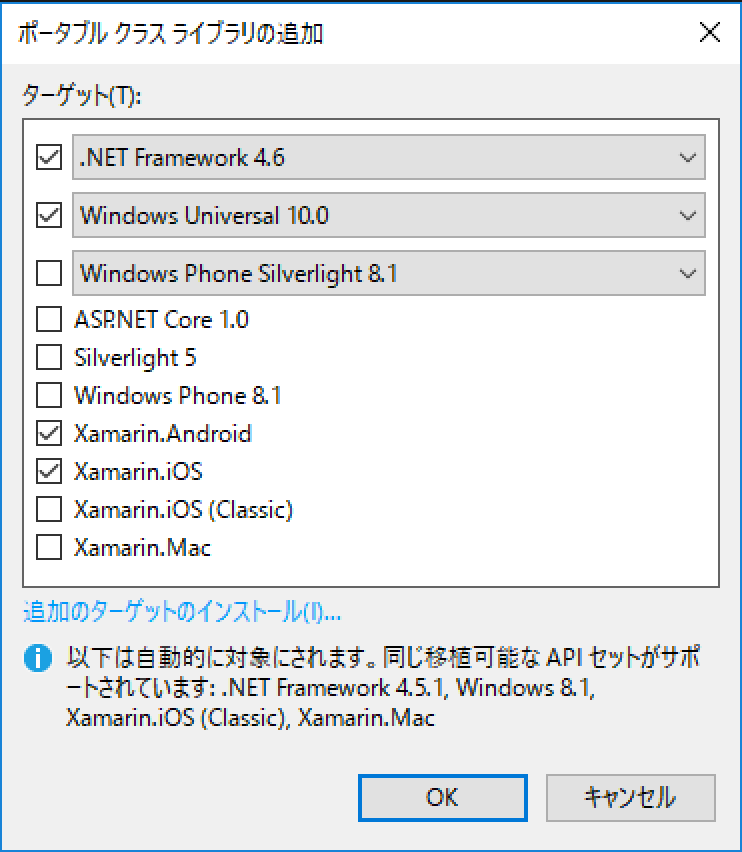 ポータブル クラス ライブラリの追加
ターゲット(T):
.NET Framework 4.6
Windows Universal 10.0
Windows Phone Silverlight 8.1
ASP.NET Core 1.0
Silverlight 5
Windows Phone 8.1
Xamarin.Android
Xamarin.iOS
Xamarin.iOS (Classic)
Xamarin.Mac
追加のターゲットのインストール(I)...
以下は自動的に対象にされます。同じ移植可能な API セットがサポ
ートされています: .NET Framework 4.5.1, Windows 8.1,
Xamarin.iOS (Classic), Xamarin.Mac
OK
キャンセル